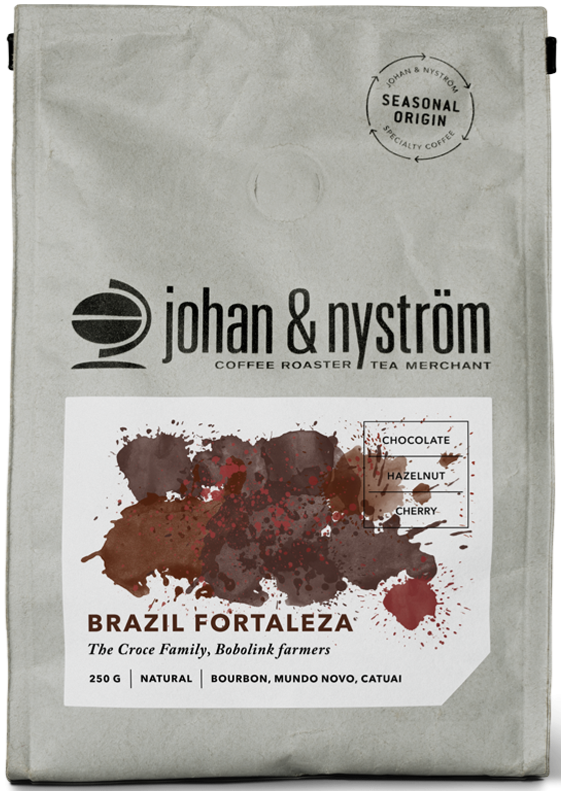 JOHAN & NYSTRÖM
SEASONAL
ORIGIN
SPECIALTY COFFEE
johan & nyström
COFFEE ROASTER TEA MERCHANT
CHOCOLATE
HAZELNUT
CHERRY
BRAZIL FORTALEZA
The Croce Family, Bobolink farmers
250 G | NATURAL | BOURBON, MUNDO NOVO, CATUAI